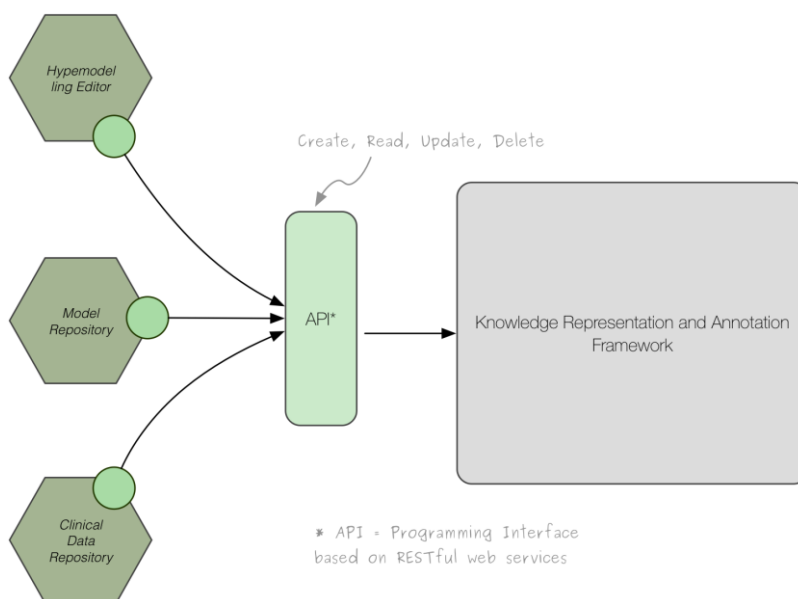 Hypemodel
ling Editor
Create, Read, Update, Delete
Model
Repository
API*
Knowledge Representation and Annotation
Framework
Clinical
Data
Repository
* API = Programming Interface
based on RESTful web services